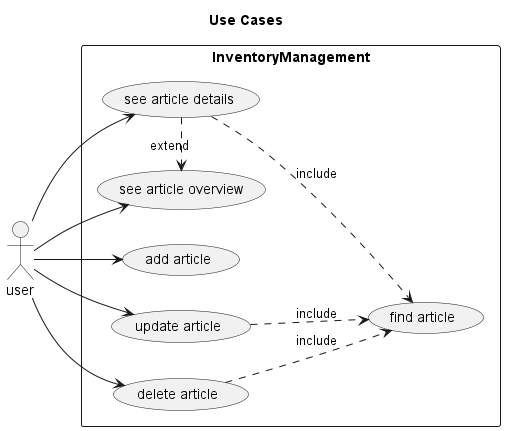 Use Cases
InventoryManagement
see article details
extend
see article overview
include
add article
user
update article
include
find article
include
delete article